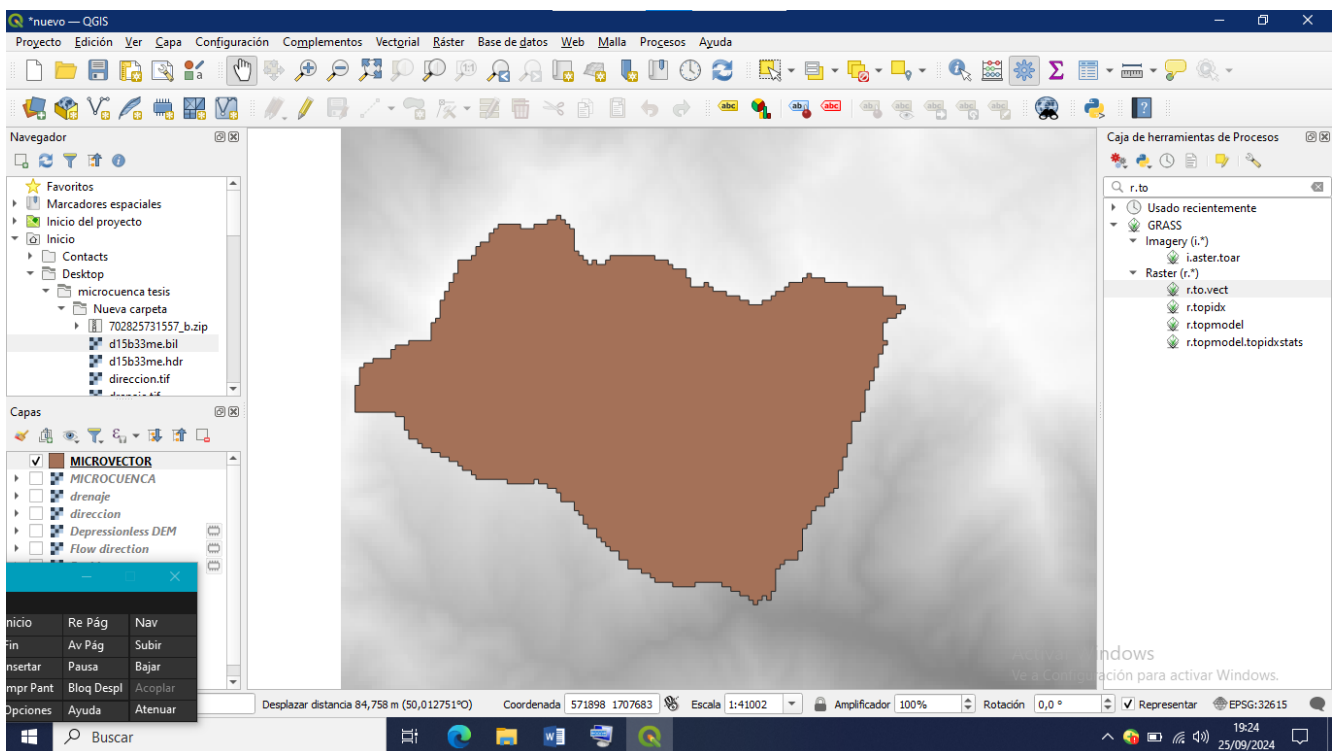 *nuevo — QGIS
Proyecto Edición Ver Capa Configuración Complementos Vectorial Ráster Base de datos Web Malla Procesos Ayuda
Navegador
Favoritos
Marcadores espaciales
Inicio del proyecto
Inicio
Contacts
Desktop
microcuenca tesis
Nueva carpeta
702825731557_b.zip
d15b33me.bil
d15b33me.hdr
direccion.tif
drenaje.tif
Capas
MICROVECTOR
MICROCUENCA
drenaje
direccion
Depressionless DEM
Flow direction
nicio Re Pág Nav
Fin Av Pág Subir
nsertar Pausa Bajar
mpr Pant Bloq Despl Acoplar
Opciones Ayuda Atenuar
Caja de herramientas de Procesos
r.to
Usado recientemente
GRASS
Imagery (i.*)
i.aster.toar
Raster (r.*)
r.to.vect
r.topidx
r.topmodel
r.topmodel.topidxstats
Windows
Ve a Configuración para activar Windows.
Desplazar distancia 84,758 m (50,012751°O) Coordenada 571898 1707683 Escala 1:41002 Amplificador 100% Rotación 0,0 ° Representar EPSG:32615
Buscar
19:24
25/09/2024